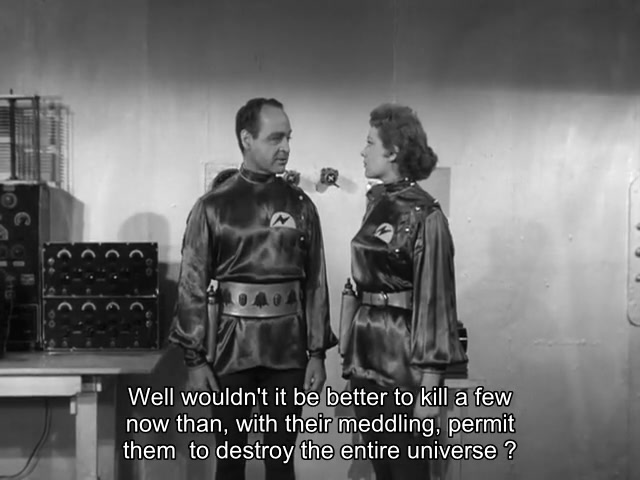 Well wouldn't it be better to kill a few
now than, with their meddling, permit
them  to destroy the entire universe ?